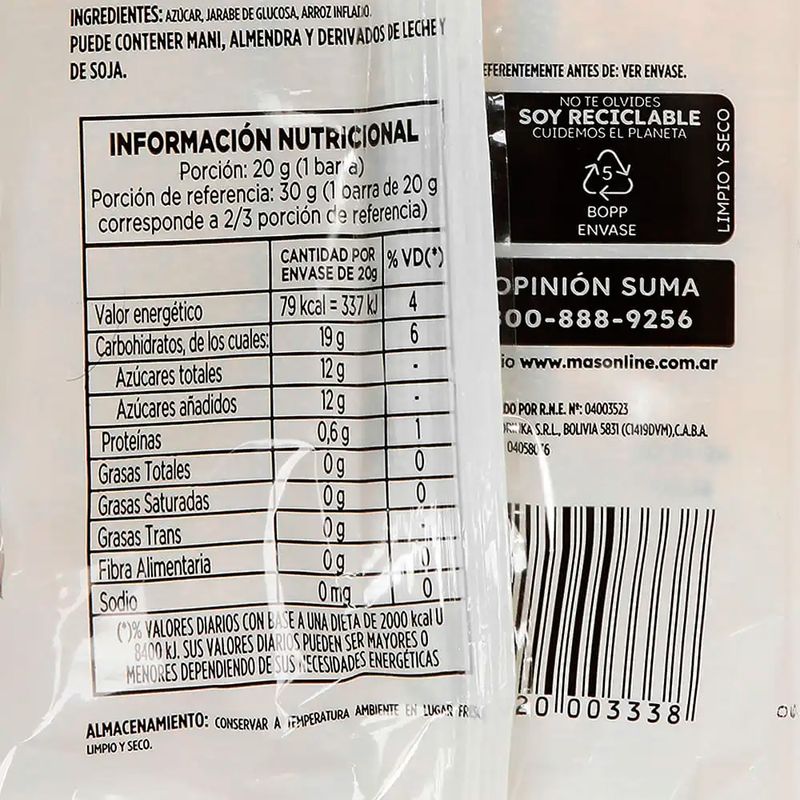 INGREDIENTES: AZÚCAR, JARABE DE GLUCOSA, ARROZ INFLADO.
PUEDE CONTENER MANI, ALMENDRA Y DERIVADOS DE LECHE Y
DE SOJA.
INFORMACIÓN NUTRICIONAL
Porción: 20 g (1 barra)
Porción de referencia: 30 g (1 barra de 20 g
corresponde a 2/3 porción de referencia)
CANTIDAD POR ENVASE DE 20g % VD(*)
Valor energético 79 kcal = 337 kJ 4
Carbohidratos, de los cuales: 19 g 6
Azúcares totales 12 g -
Azúcares añadidos 12 g -
Proteínas 0,6 g 1
Grasas Totales 0 g 0
Grasas Saturadas 0 g 0
Grasas Trans 0 g -
Fibra Alimentaria 0 g 0
Sodio 0 mg 0
(*)% VALORES DIARIOS CON BASE A UNA DIETA DE 2000 kcal U
8400 kJ. SUS VALORES DIARIOS PUEDEN SER MAYORES O
MENORES DEPENDIENDO DE SUS NECESIDADES ENERGÉTICAS
ALMACENAMIENTO: CONSERVAR A TEMPERATURA AMBIENTE EN LUGAR
LIMPIO Y SECO.
EFERENTEMENTE ANTES DE: VER ENVASE.
NO TE OLVIDES
SOY RECICLABLE
CUIDEMOS EL PLANETA
5
BOPP
ENVASE
LIMPIO Y SECO
OPINIÓN SUMA
00-888-9256
io www.masonline.com.ar
DO POR R.N.E. Nº: 04003523
S.R.L., BOLIVIA 5831 (C1419DVM),C.A.B.A.
20 003338